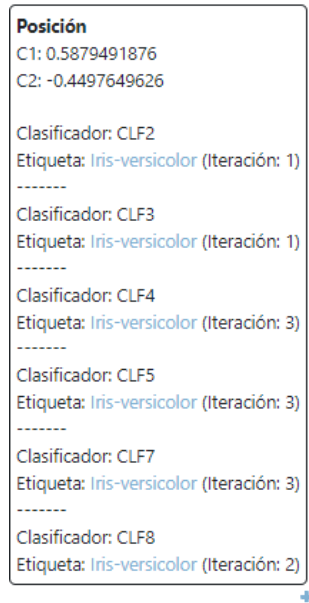 Posición
C1: 0.5879491876
C2: -0.4497649626
Clasificador: CLF2
Etiqueta: Iris-versicolor (Iteración: 1)
-------
Clasificador: CLF3
Etiqueta: Iris-versicolor (Iteración: 1)
-------
Clasificador: CLF4
Etiqueta: Iris-versicolor (Iteración: 3)
-------
Clasificador: CLF5
Etiqueta: Iris-versicolor (Iteración: 3)
-------
Clasificador: CLF7
Etiqueta: Iris-versicolor (Iteración: 3)
-------
Clasificador: CLF8
Etiqueta: Iris-versicolor (Iteración: 2)